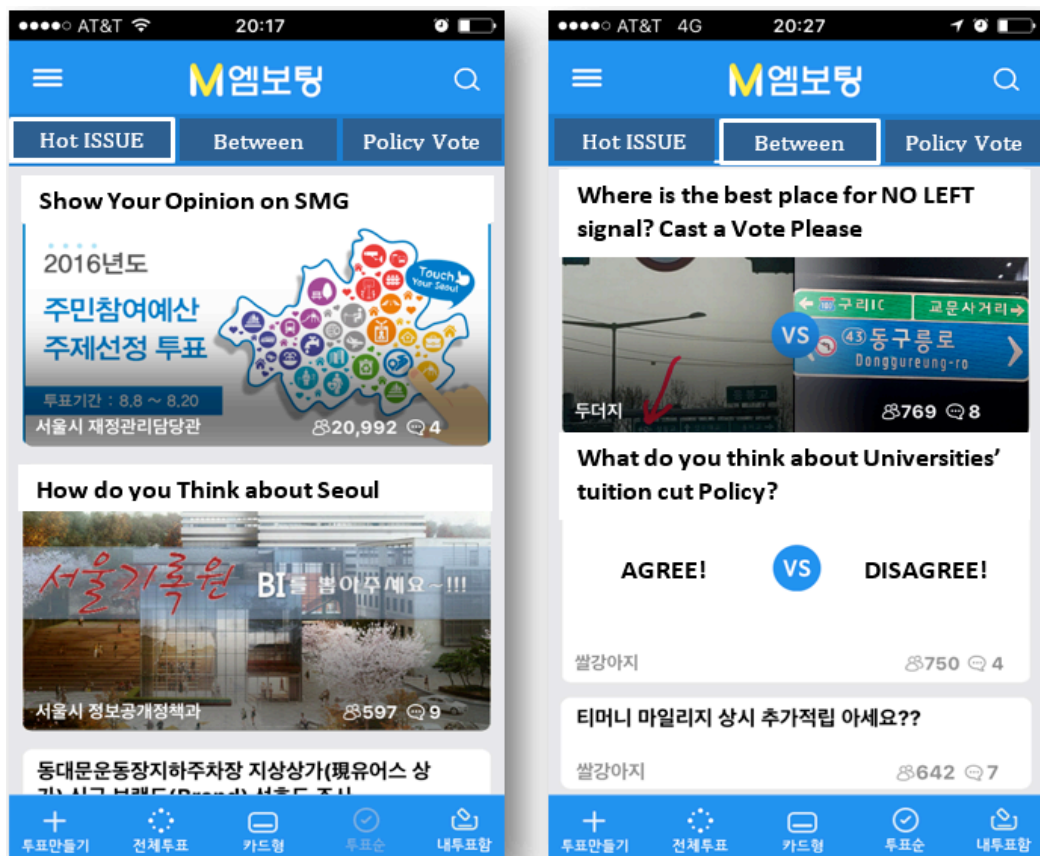 AT&T 20:17
M엠보팅
Hot ISSUE Between Policy Vote
Show Your Opinion on SMG
2016년도
주민참여예산
주제선정 투표
Touch
Your Seoul
투표기간 : 8.8 ~ 8.20
서울시 재정관리담당관 20,992 4
How do you Think about Seoul
서울기록원 BI를 뽑아주세요~!!!
서울시 정보공개정책과 597 9
동대문운동장지하주차장 지상상가(現유어스 상
투표만들기 전체투표 카드형 투표순 내투표함
AT&T 4G 20:27
M엠보팅
Hot ISSUE Between Policy Vote
Where is the best place for NO LEFT
signal? Cast a Vote Please
구리IC 교문사거리
VS
43 동구릉로
Donggureung-ro
두더지 769 8
What do you think about Universities'
tuition cut Policy?
AGREE! VS DISAGREE!
쌀강아지 750 4
티머니 마일리지 상시 추가적립 아세요??
쌀강아지 642 7
투표만들기 전체투표 카드형 투표순 내투표함